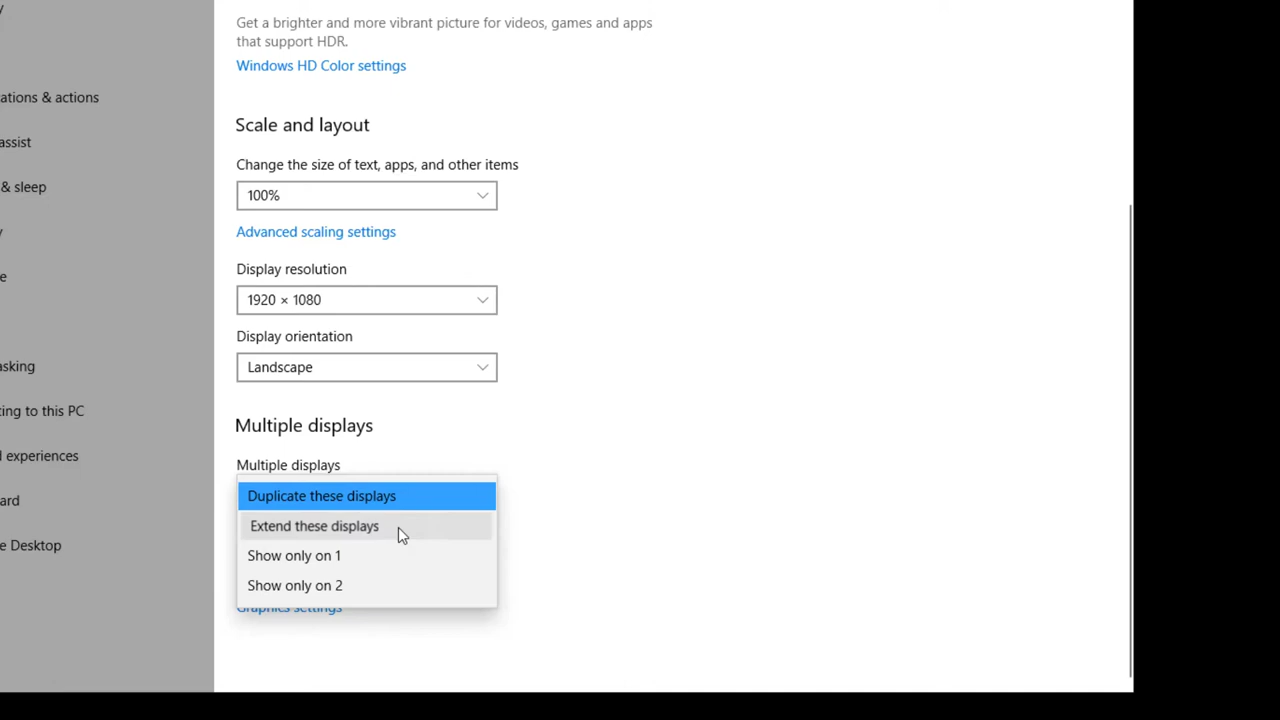 Get a brighter and more vibrant picture for videos, games and apps
that support HDR.
Windows HD Color settings
ations & actions
Scale and layout
assist
Change the size of text, apps, and other items
& sleep
100%
Advanced scaling settings
Display resolution
1920 × 1080
Display orientation
asking
Landscape
ting to this PC
Multiple displays
experiences
Multiple displays
Duplicate these displays
ard
Extend these displays
e Desktop
Show only on 1
Show only on 2
Graphics settings